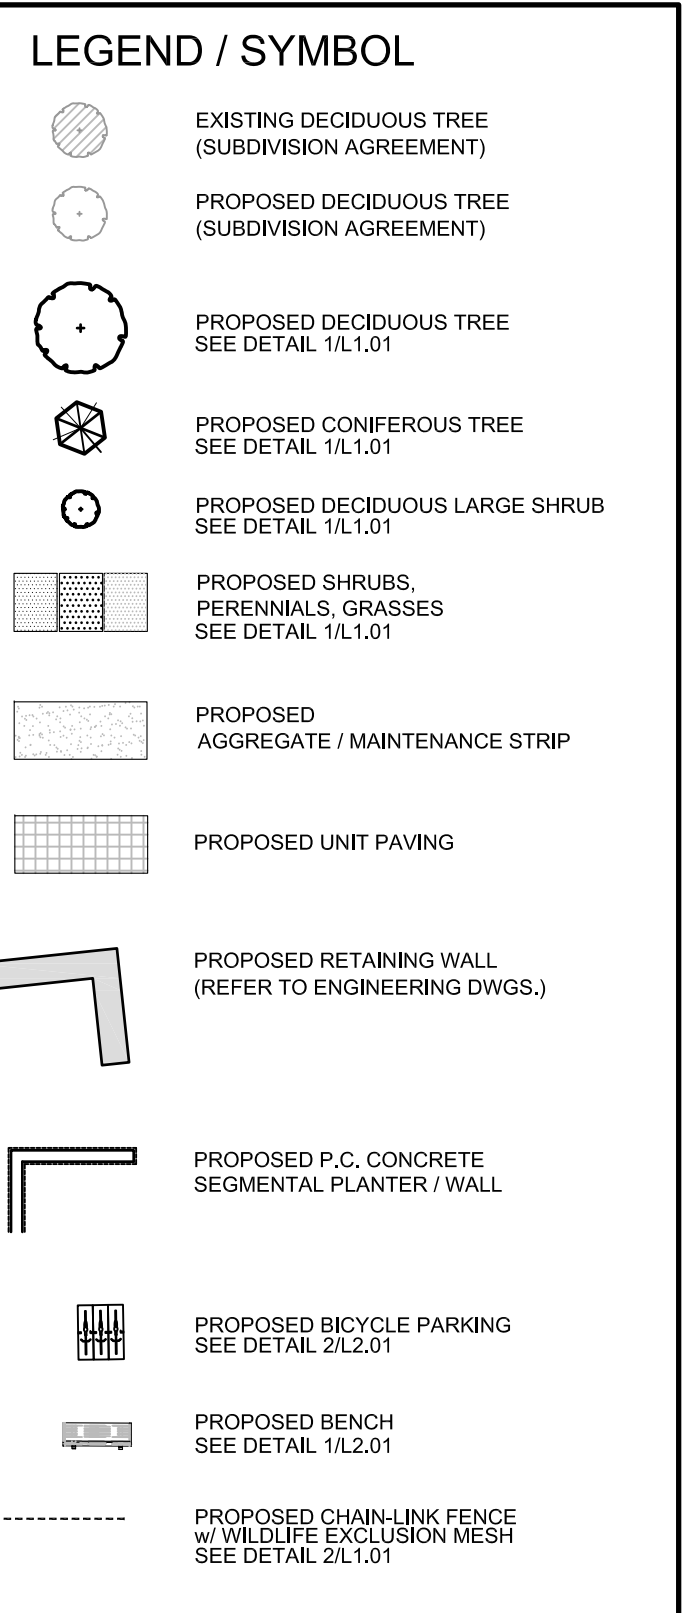 LEGEND / SYMBOL
EXISTING DECIDUOUS TREE
(SUBDIVISION AGREEMENT)
PROPOSED DECIDUOUS TREE
(SUBDIVISION AGREEMENT)
PROPOSED DECIDUOUS TREE
SEE DETAIL 1/L1.01
PROPOSED CONIFEROUS TREE
SEE DETAIL 1/L1.01
PROPOSED DECIDUOUS LARGE SHRUB
SEE DETAIL 1/L1.01
PROPOSED SHRUBS,
PERENNIALS, GRASSES
SEE DETAIL 1/L1.01
PROPOSED
AGGREGATE / MAINTENANCE STRIP
PROPOSED UNIT PAVING
PROPOSED RETAINING WALL
(REFER TO ENGINEERING DWGS.)
PROPOSED P.C. CONCRETE
SEGMENTAL PLANTER / WALL
PROPOSED BICYCLE PARKING
SEE DETAIL 2/L2.01
PROPOSED BENCH
SEE DETAIL 1/L2.01
PROPOSED CHAIN-LINK FENCE
w/ WILDLIFE EXCLUSION MESH
SEE DETAIL 2/L1.01